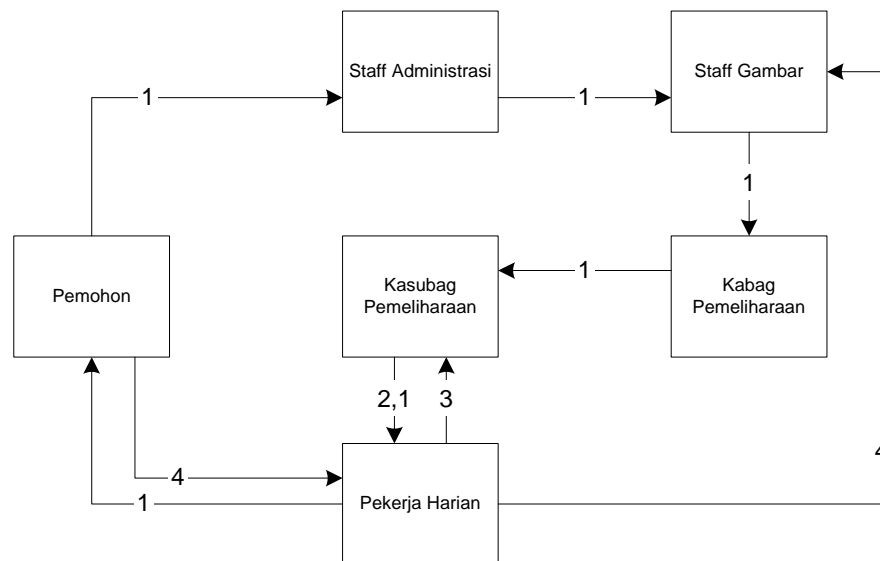 Staff Administrasi
Staff Gambar
1
1
1
Pemohon
Kasubag
Pemeliharaan
1
Kabag
Pemeliharaan
2,1
3
4
1
Pekerja Harian
4